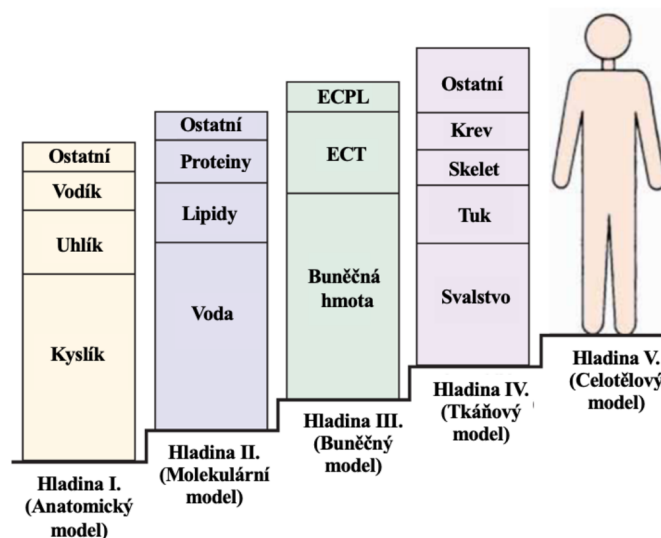 Ostatní
Vodík
Uhlík
Kyslík
Hladina I.
(Anatomický
model)
Ostatní
Proteiny
Lipidy
Voda
Hladina II.
(Molekulární
model)
ECPL
ECT
Buněčná
hmota
Hladina III.
(Buněčný
model)
Ostatní
Krev
Skelet
Tuk
Svalstvo
Hladina IV.
(Tkáňový
model)
Hladina V.
(Celotělový
model)